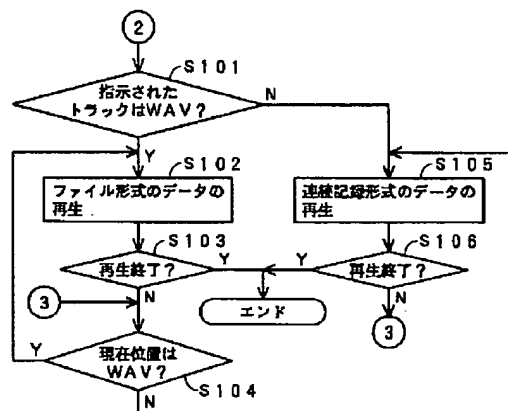 2
S101
指示された
トラックはWAV?
N
Y
S102
S105
ファイル形式のデータの
再生
連続記録形式のデータの
再生
S103
S106
再生終了?
Y
Y
再生終了?
3
N
エンド
N
3
Y
現在位置は
WAV?
S104
N